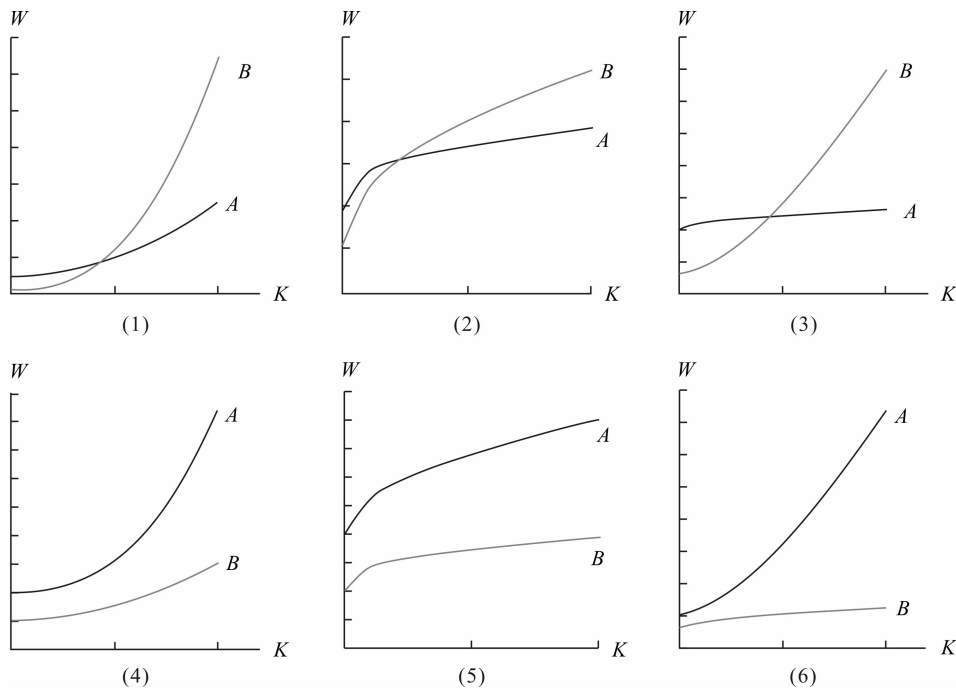 W W W
B B B
A A A
K K K
(1) (2) (3)
W W W
A A A
B B B
K K K
(4) (5) (6)